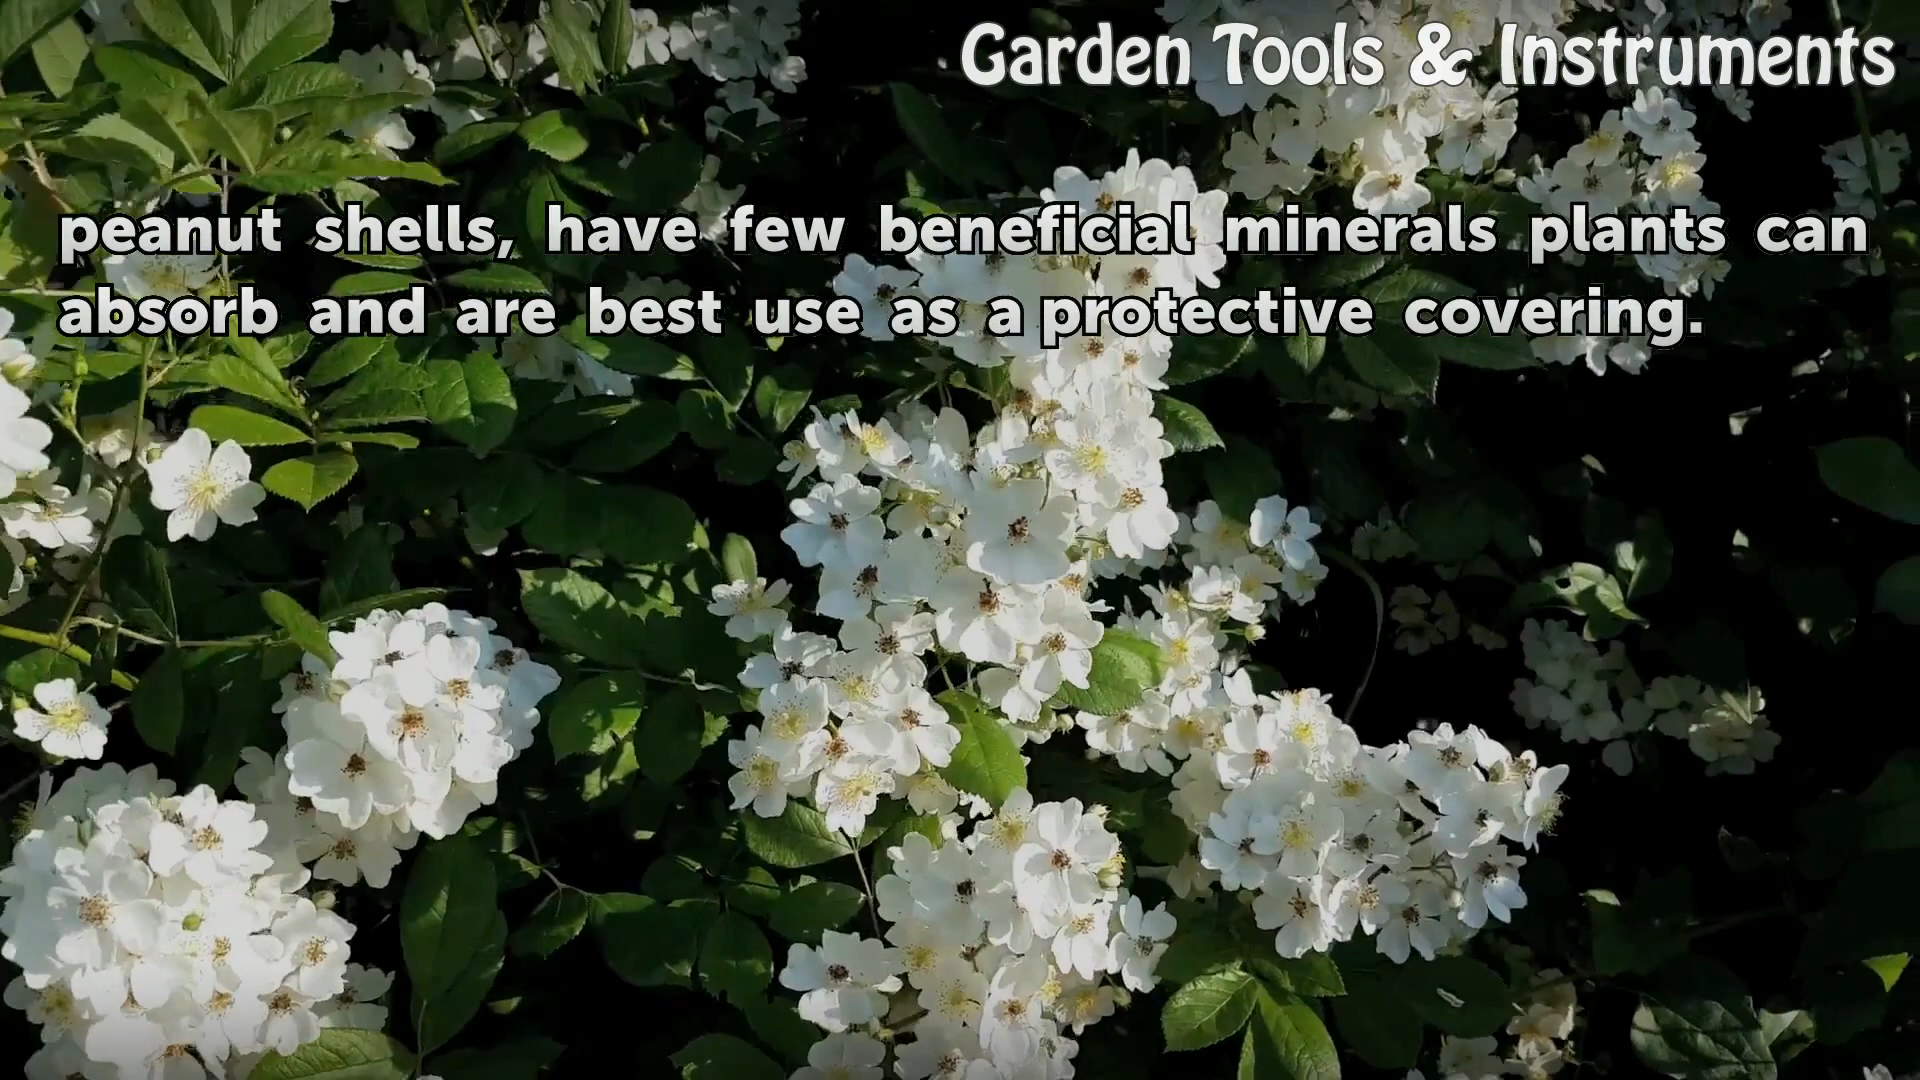 Garden Tools & Instruments
peanut shells, have few beneficial minerals plants can
absorb and are best use as a protective covering.